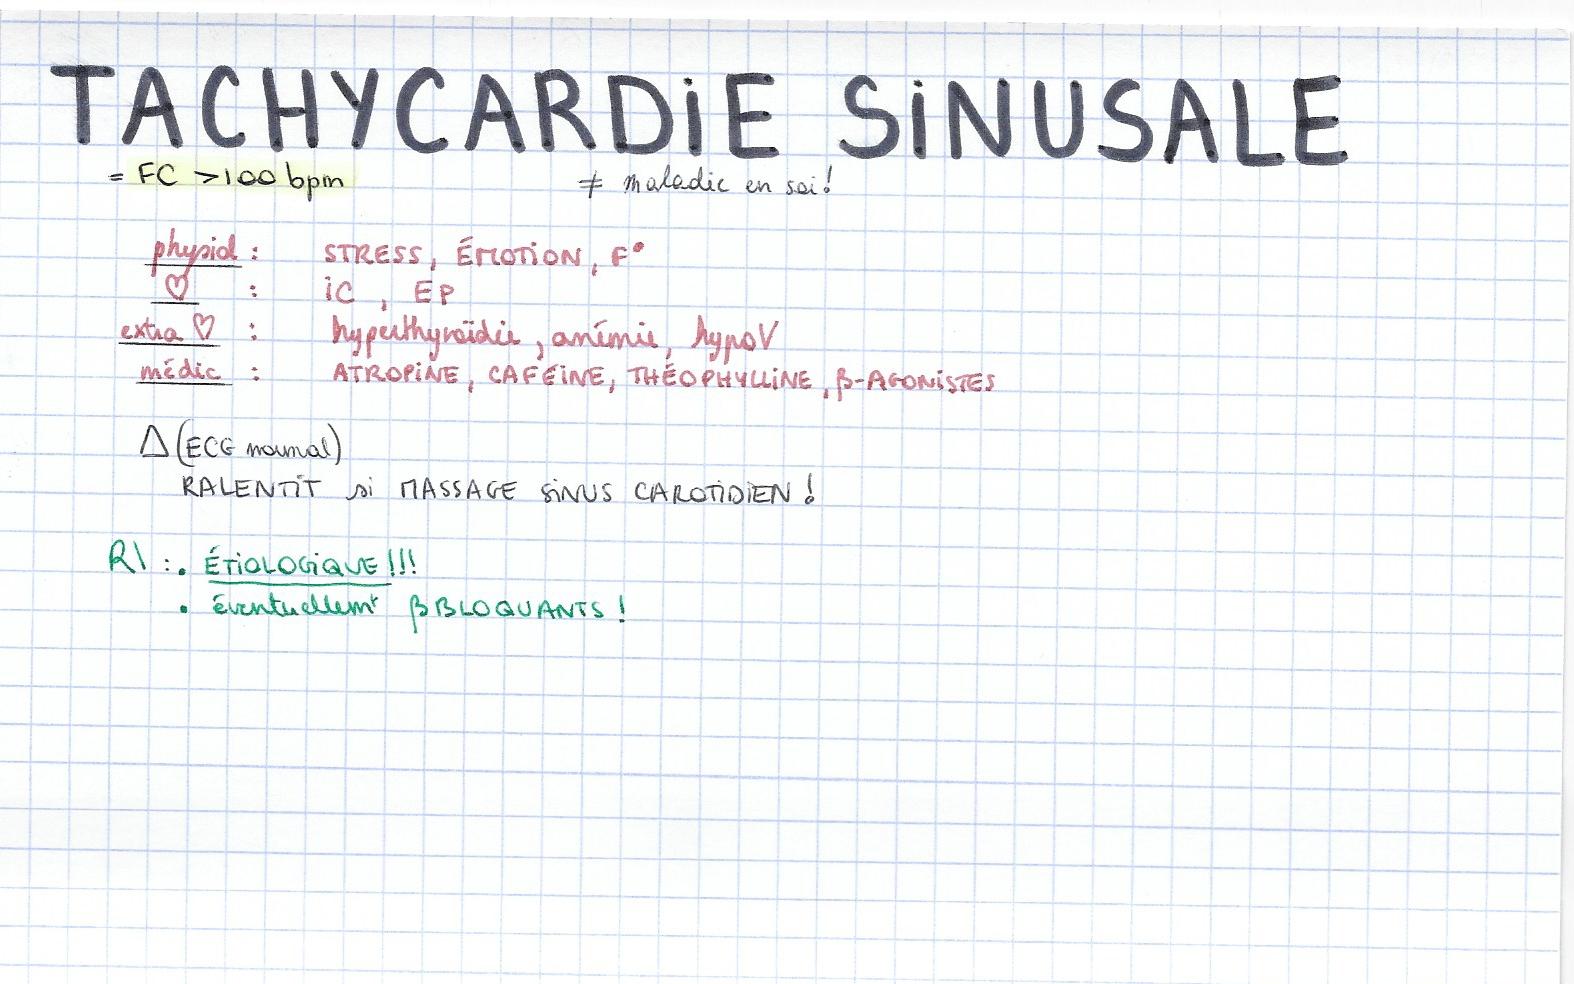 TACHYCARDiE SiNUSALE
= FC >100 bpm ≠ maladie en soi!
physiol : STRESS, ÉMOTiON, F°
♡ : iC, EP
extra ♡ : hyperthyroïdie, anémie, hypoV
médic : ATROPiNE, CAFÉiNE, THÉOPHYLLiNE, β-AGONiSTES
Δ (ECG normal)
RALENTiT si MASSAGE SiNUS CAROTiDiEN !
R\ : • ÉTiOLOGiQUE!!!
• éventuellemt βBLOQUANTS !